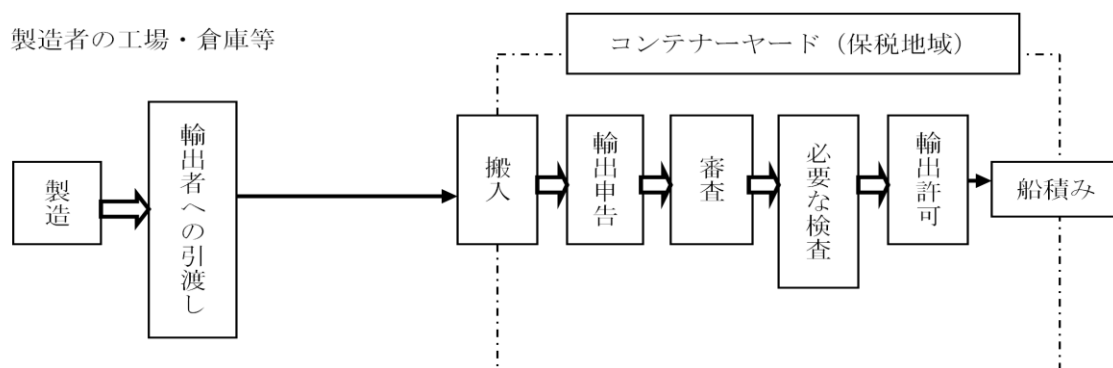 製造者の工場・倉庫等
コンテナーヤード（保税地域）
製造
輸出者への引渡し
搬入
輸出申告
審査
必要な検査
輸出許可
船積み